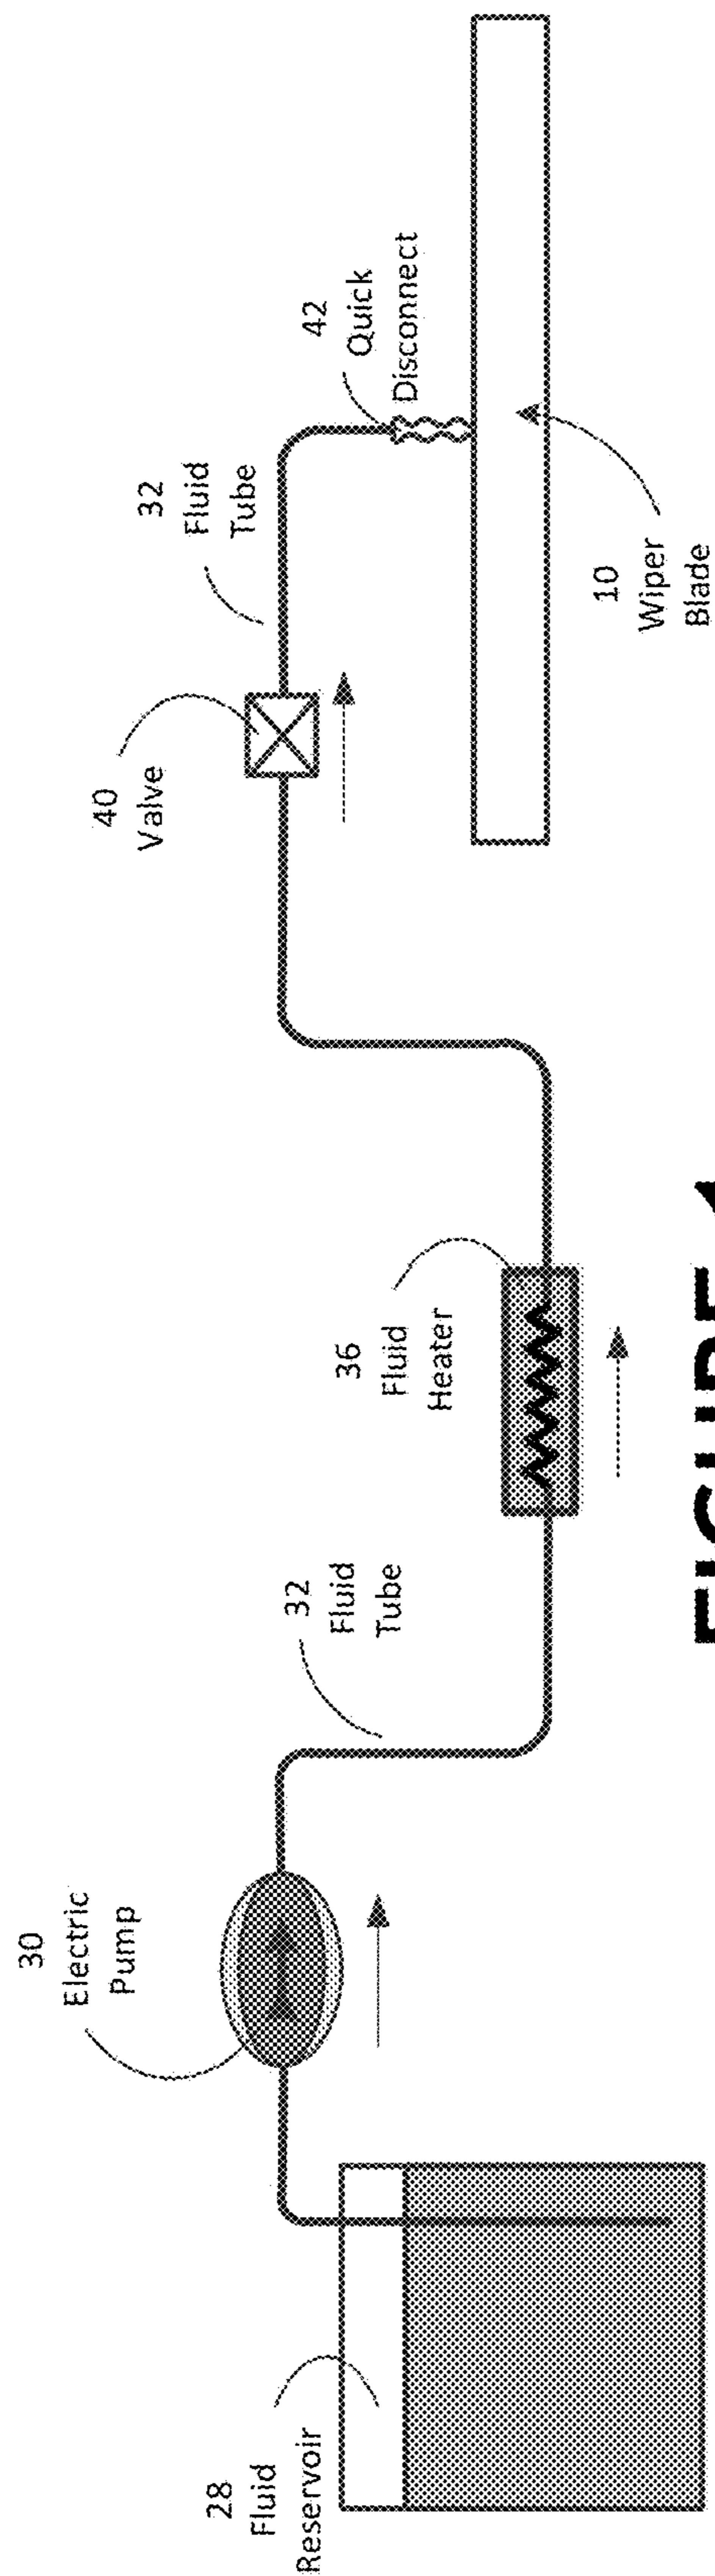 28
Fluid
Reservoir
30
Electric
Pump
32
Fluid
Tube
36
Fluid
Heater
40
Valve
32
Fluid
Tube
42
Quick
Disconnect
10
Wiper
Blade